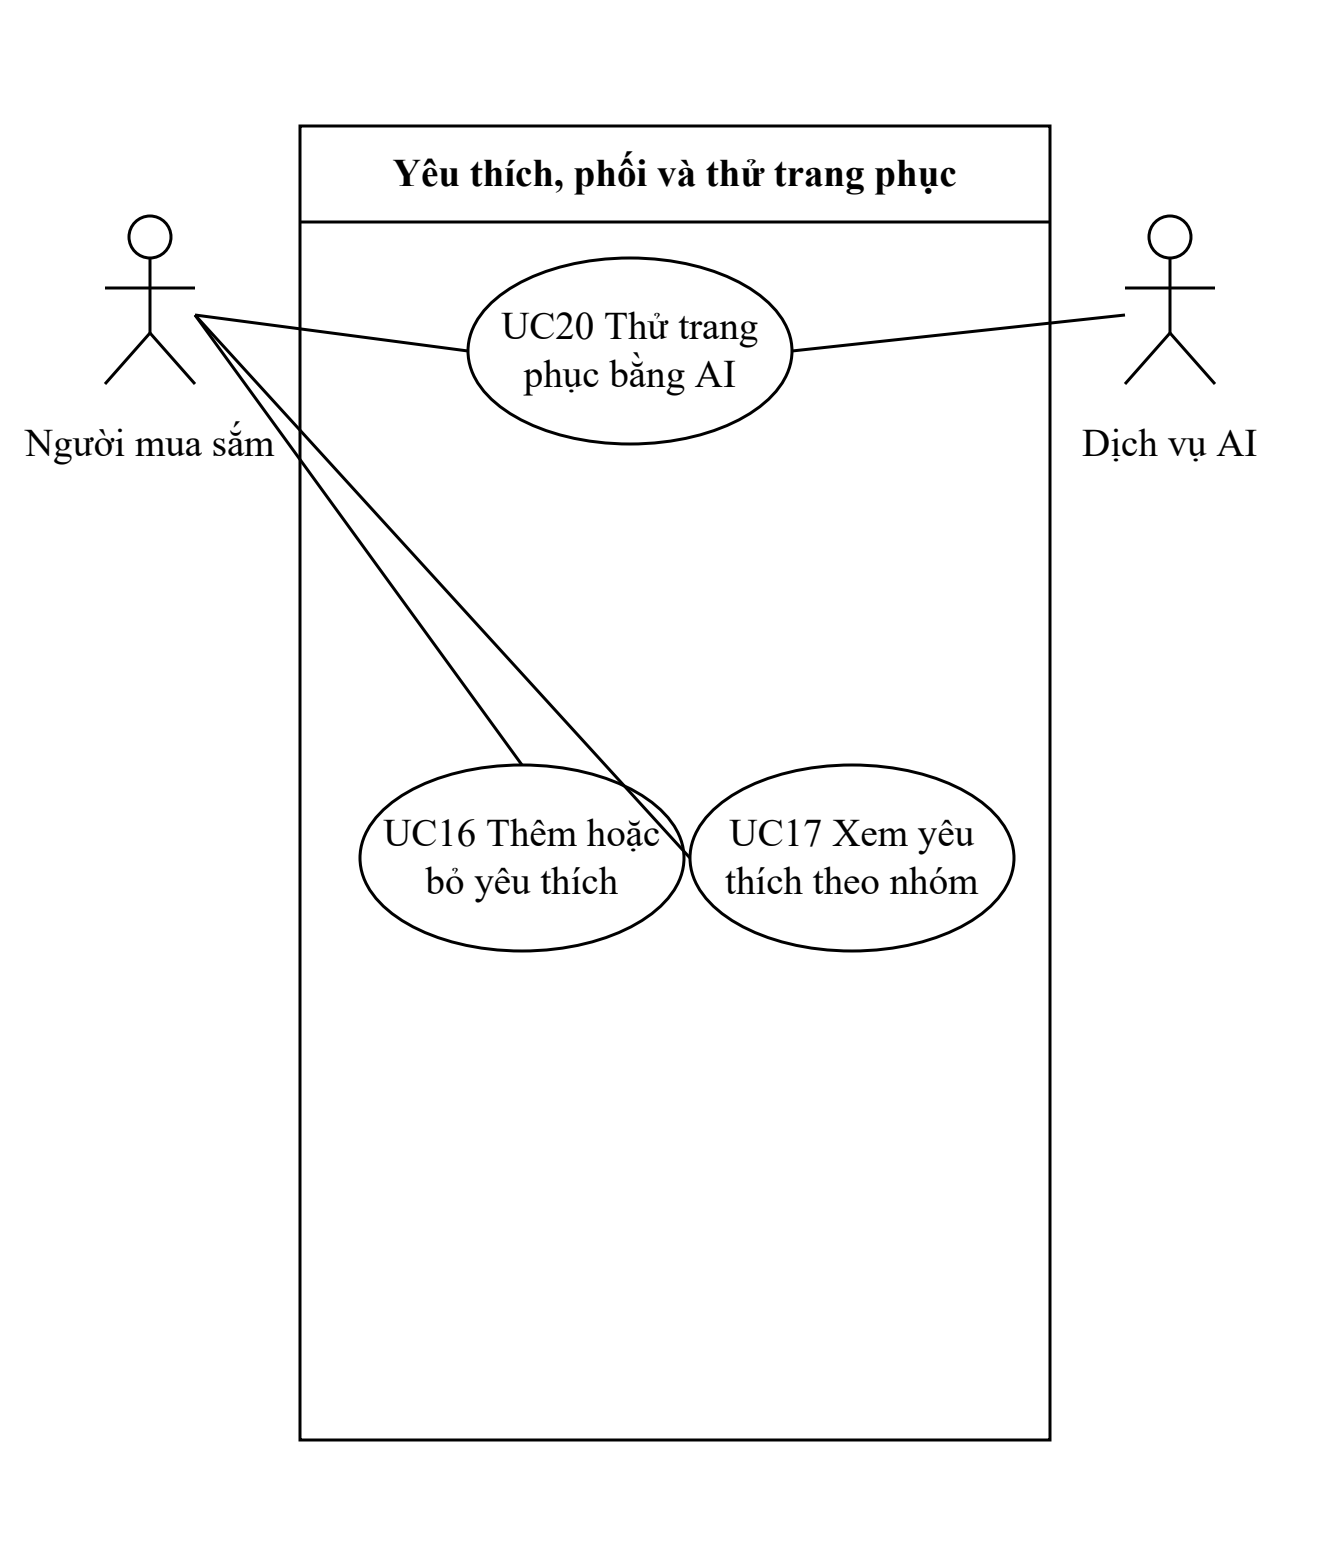 Yêu thích, phối và thử trang phục
UC20 Thử trang
phục bằng AI
Người mua sắm
Dịch vụ AI
UC16 Thêm hoặc
bỏ yêu thích
UC17 Xem yêu
thích theo nhóm